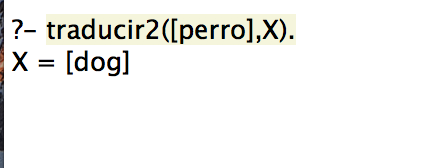 ?- traducir2([perro],X).
X = [dog]